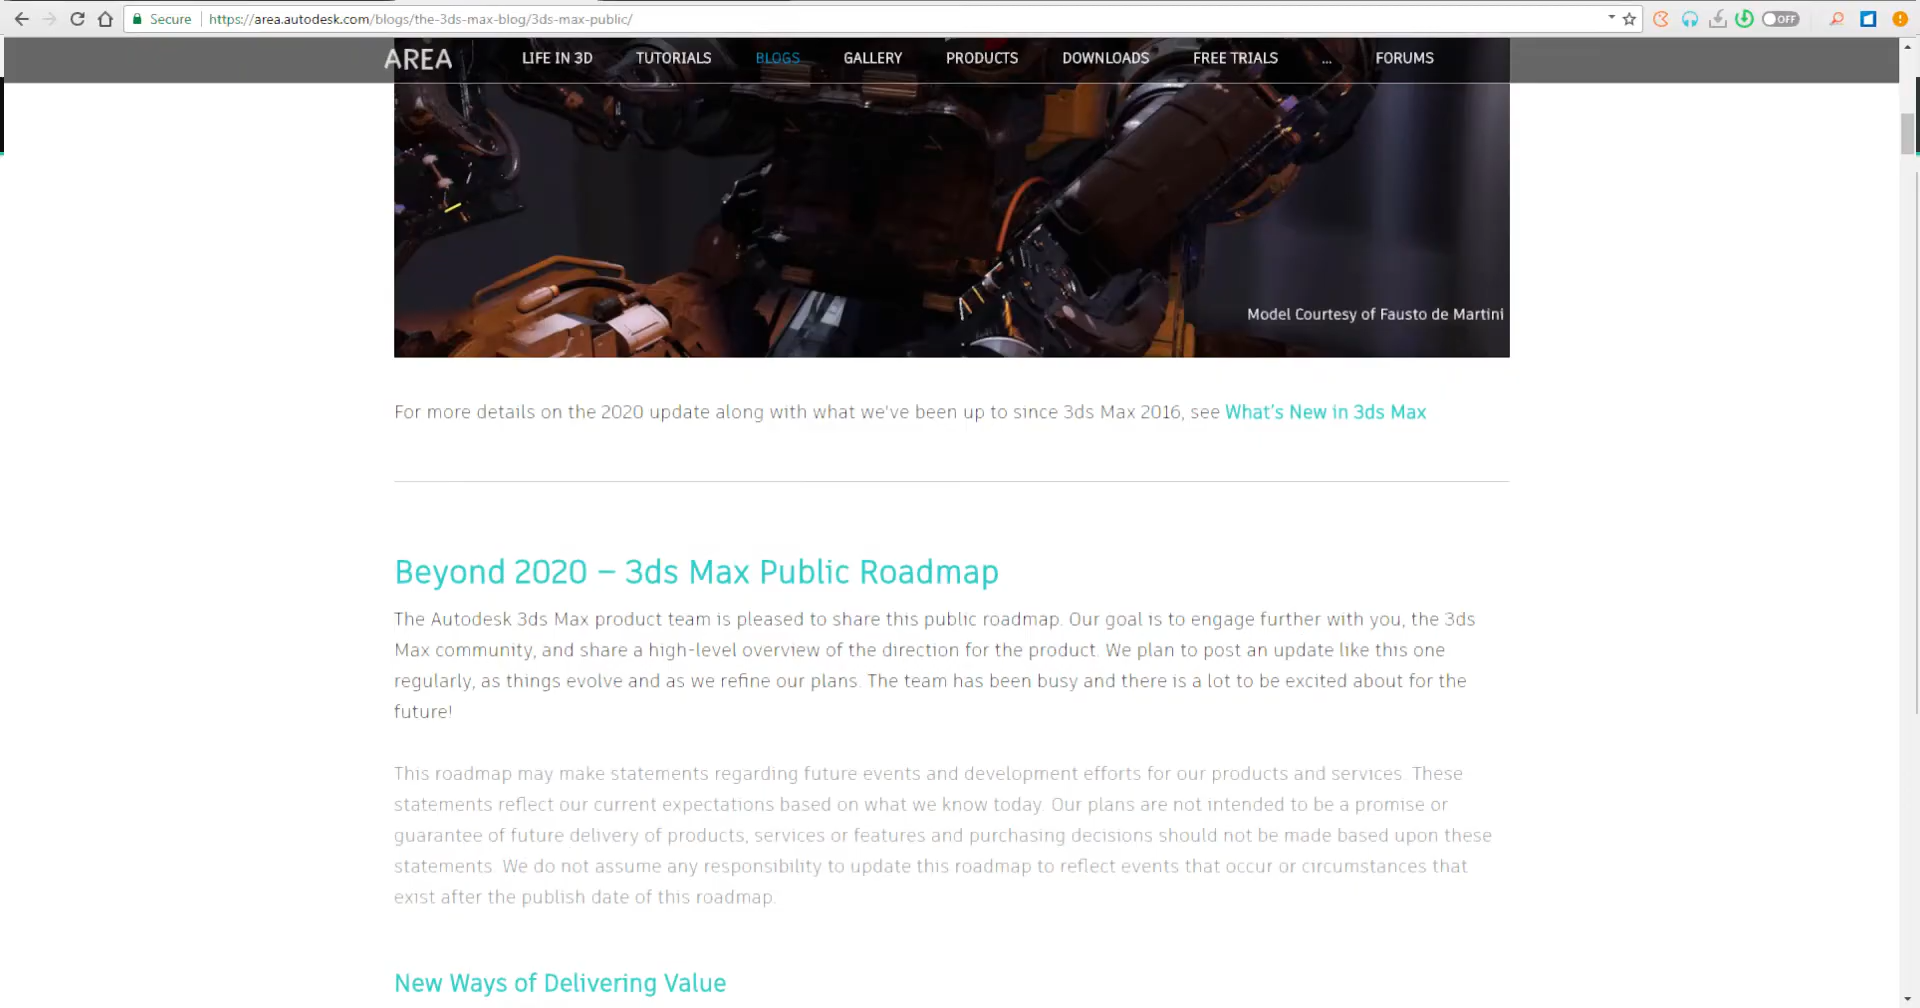 Secure https://area.autodesk.com/blogs/the-3ds-max-blog/3ds-max-public/ OFF
AREA LIFE IN 3D TUTORIALS BLOGS GALLERY PRODUCTS DOWNLOADS FREE TRIALS ... FORUMS
Model Courtesy of Fausto de Martini
For more details on the 2020 update along with what we've been up to since 3ds Max 2016, see What's New in 3ds Max
Beyond 2020 – 3ds Max Public Roadmap
The Autodesk 3ds Max product team is pleased to share this public roadmap. Our goal is to engage further with you, the 3ds
Max community, and share a high-level overview of the direction for the product. We plan to post an update like this one
regularly, as things evolve and as we refine our plans. The team has been busy and there is a lot to be excited about for the
future!
This roadmap may make statements regarding future events and development efforts for our products and services. These
statements reflect our current expectations based on what we know today. Our plans are not intended to be a promise or
guarantee of future delivery of products, services or features and purchasing decisions should not be made based upon these
statements. We do not assume any responsibility to update this roadmap to reflect events that occur or circumstances that
exist after the publish date of this roadmap.
New Ways of Delivering Value